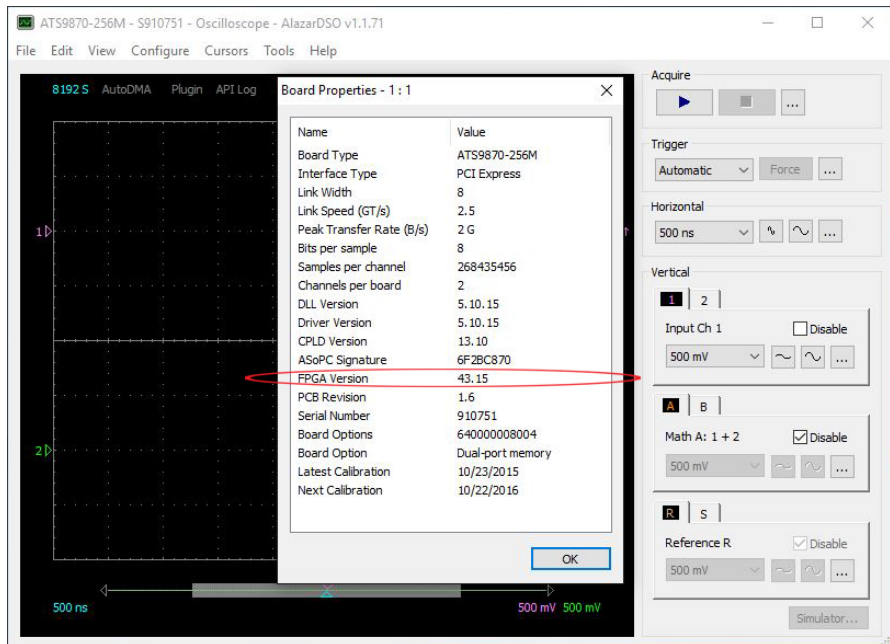 ATS9870-256M - S910751 - Oscilloscope - AlazarDSO v1.1.71
File Edit View Configure Cursors Tools Help
8192 S AutoDMA Plugin API Log
Board Properties - 1 : 1
Name Value
Board Type ATS9870-256M
Interface Type PCI Express
Link Width 8
Link Speed (GT/s) 2.5
Peak Transfer Rate (B/s) 2 G
Bits per sample 8
Samples per channel 268435456
Channels per board 2
DLL Version 5.10.15
Driver Version 5.10.15
CPLD Version 13.10
ASoPC Signature 6F2BC870
FPGA Version 43.15
PCB Revision 1.6
Serial Number 910751
Board Options 640000008004
Board Option Dual-port memory
Latest Calibration 10/23/2015
Next Calibration 10/22/2016
OK
1
2
500 ns 500 mV 500 mV
Acquire
...
Trigger
Automatic Force ...
Horizontal
500 ns ...
Vertical
1 2
Input Ch 1 Disable
500 mV ...
A B
Math A: 1 + 2 Disable
500 mV ...
R S
Reference R Disable
500 mV ...
Simulator...